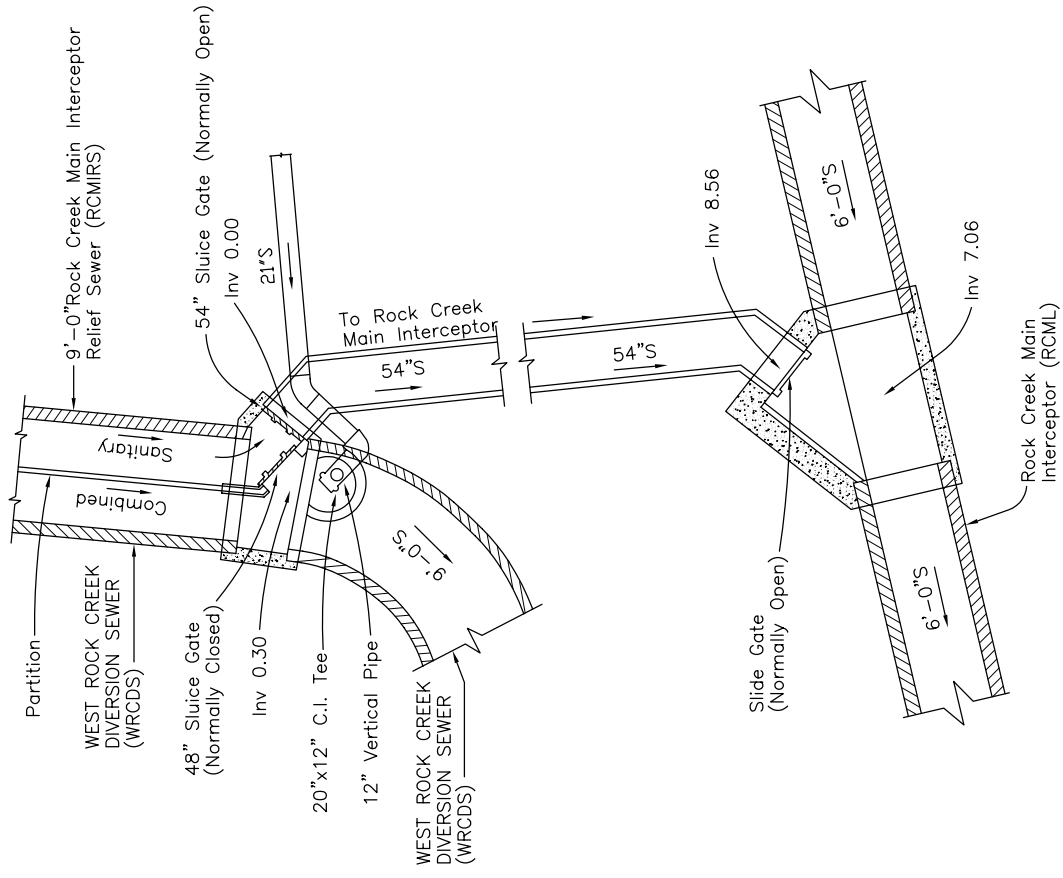 9'-0"Rock Creek Main Interceptor
Relief Sewer (RCMIRS)
54" Sluice Gate (Normally Open)
Inv 0.00
21"S
Sanitary
Combined
Partition
WEST ROCK CREEK
DIVERSION SEWER
(WRCDS)
48" Sluice Gate
(Normally Closed)
Inv 0.30
20"x12" C.I. Tee
12" Vertical Pipe
WEST ROCK CREEK
DIVERSION SEWER
(WRCDS)
9'-0"S
To Rock Creek
Main Interceptor
54"S
54"S
Inv 8.56
6'-0"S
Inv 7.06
Slide Gate
(Normally Open)
6'-0"S
Rock Creek Main
Interceptor (RCML)